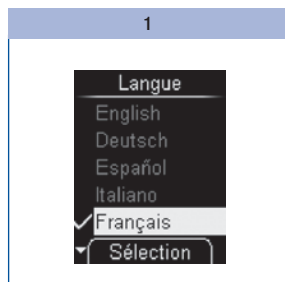 1
Langue
English
Deutsch
Español
Italiano
Français
Sélection